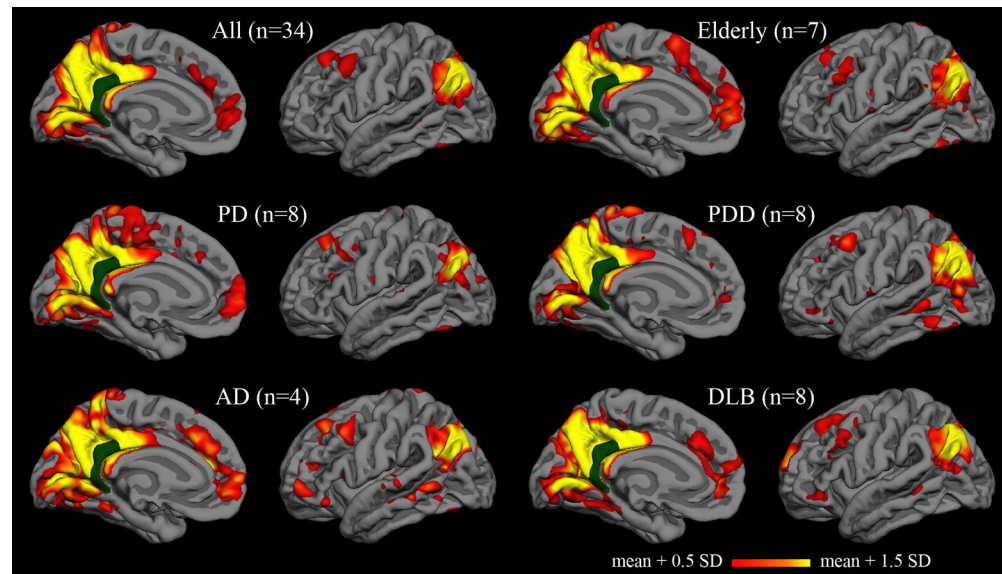 All (n=34)
Elderly (n=7)
PD (n=8)
PDD (n=8)
AD (n=4)
DLB (n=8)
mean + 0.5 SD
mean + 1.5 SD